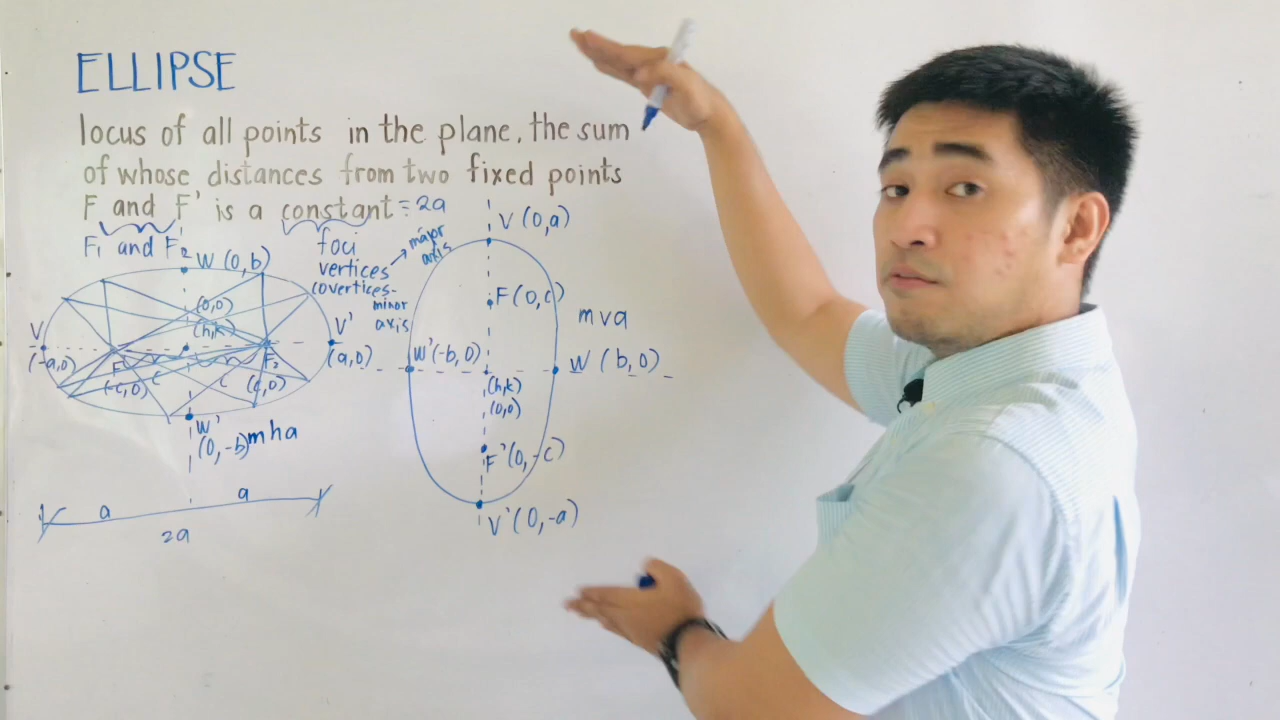 ELLIPSE
locus of all points in the plane, the sum
of whose distances from two fixed points
F and F' is a constant = 2a
F₁ and F₂
foci
vertices
covertices-
major
axis
minor
axis
W (0, b)
(0,0)
(h,k)
V
(-a,0)
V'
(a,0)
F₁
(-c,0)
c
c
F₂
(c,0)
W'
(0,-b)
mha
a
a
2a
V (0,a)
F (0, c)
mva
W'(-b, 0)
W (b, 0)
(h,k)
(0,0)
F'(0,-c)
V'(0,-a)